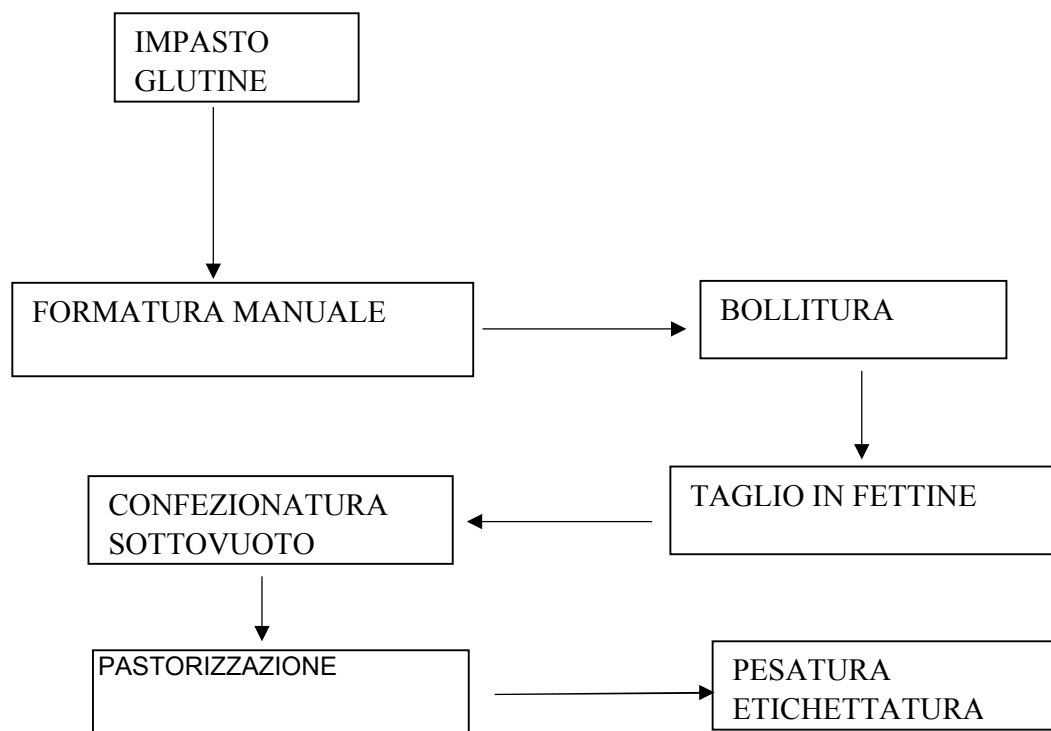 IMPASTO
GLUTINE
FORMATURA MANUALE
BOLLITURA
TAGLIO IN FETTINE
CONFEZIONATURA
SOTTOVUOTO
PASTORIZZAZIONE
PESATURA
ETICHETTATURA